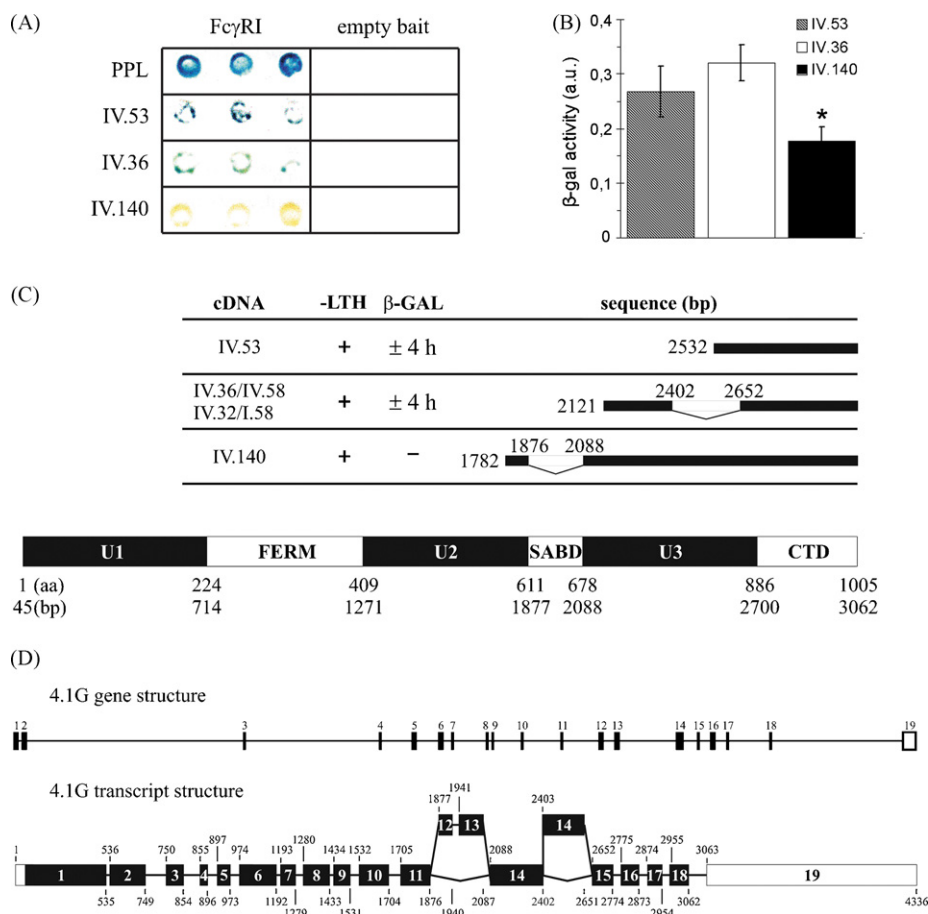 (A)
FcγRI empty bait
PPL
IV.53
IV.36
IV.140
(B)
β-gal activity (a.u.)
0,4
0,3
0,2
0,1
0
IV.53
IV.36
IV.140
*
(C)
cDNA -LTH β-GAL sequence (bp)
IV.53 + ± 4 h 2532
IV.36/IV.58
IV.32/I.58 + ± 4 h 2121 2402 2652
IV.140 + − 1782 1876 2088
U1 FERM U2 SABD U3 CTD
1 (aa) 224 409 611 678 886 1005
45(bp) 714 1271 1877 2088 2700 3062
(D)
4.1G gene structure
1 2 3 4 5 6 7 8 9 10 11 12 13 14 15 16 17 18 19
4.1G transcript structure
1877 1941 2403
12 13 14
1 536 750 855 897 974 1193 1280 1434 1532 1705 2088 2652 2775 2874 2955 3063
1 2 3 4 5 6 7 8 9 10 11 14 15 16 17 18 19
535 749 854 896 973 1192 1279 1433 1531 1704 1876 1940 2087 2402 2651 2774 2873 2954 3062 4336